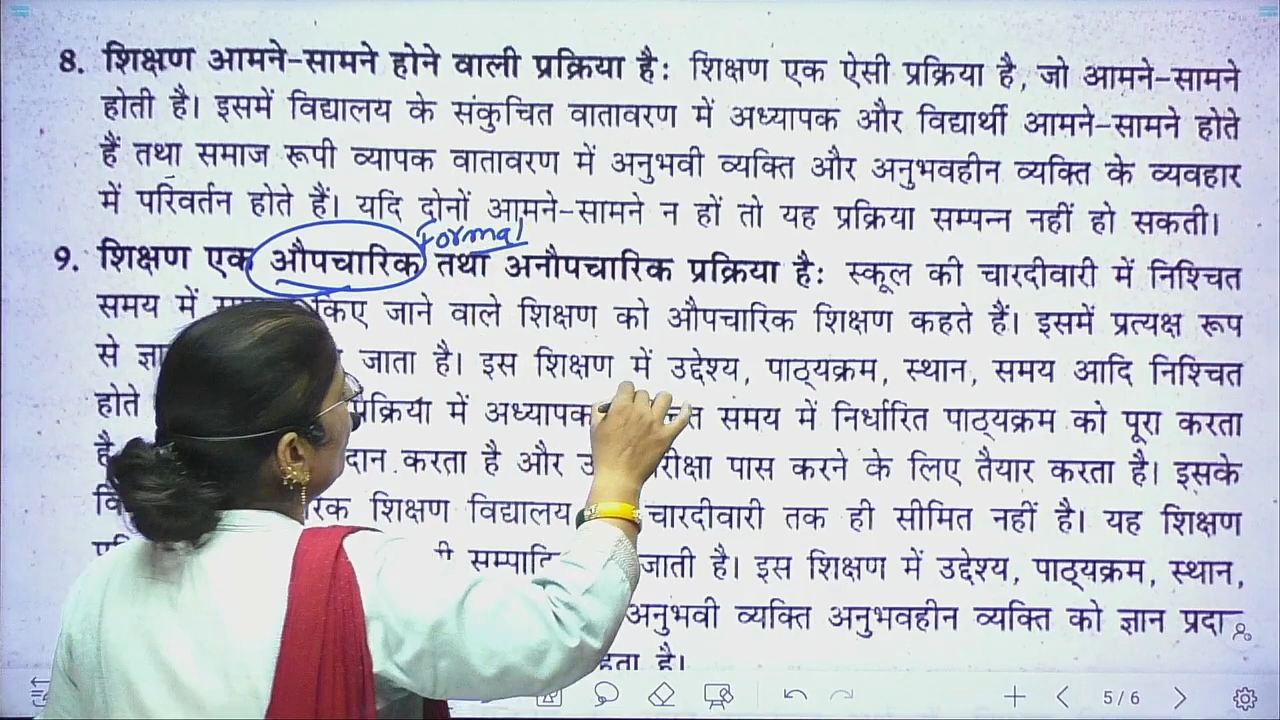 8. शिक्षण आमने-सामने होने वाली प्रक्रिया है: शिक्षण एक ऐसी प्रक्रिया है, जो आमने-सामने
होती है। इसमें विद्यालय के संकुचित वातावरण में अध्यापक और विद्यार्थी आमने-सामने होते
हैं तथा समाज रूपी व्यापक वातावरण में अनुभवी व्यक्ति और अनुभवहीन व्यक्ति के व्यवहार
में परिवर्तन होते हैं। यदि दोनों आमने-सामने न हों तो यह प्रक्रिया सम्पन्न नहीं हो सकती।
formal
9. शिक्षण एक औपचारिक तथा अनौपचारिक प्रक्रिया है: स्कूल की चारदीवारी में निश्चित
समय में किए जाने वाले शिक्षण को औपचारिक शिक्षण कहते हैं। इसमें प्रत्यक्ष रूप
से जाता है। इस शिक्षण में उद्देश्य, पाठ्यक्रम, स्थान, समय आदि निश्चित
होते प्रक्रिया में अध्यापक समय में निर्धारित पाठ्यक्रम को पूरा करता
है करता है और पास करने के लिए तैयार करता है। इसके
शिक्षण विद्यालय चारदीवारी तक ही सीमित नहीं है। यह शिक्षण
जाती है। इस शिक्षण में उद्देश्य, पाठ्यक्रम, स्थान,
अनुभवी व्यक्ति अनुभवहीन व्यक्ति को ज्ञान
है।
5/6